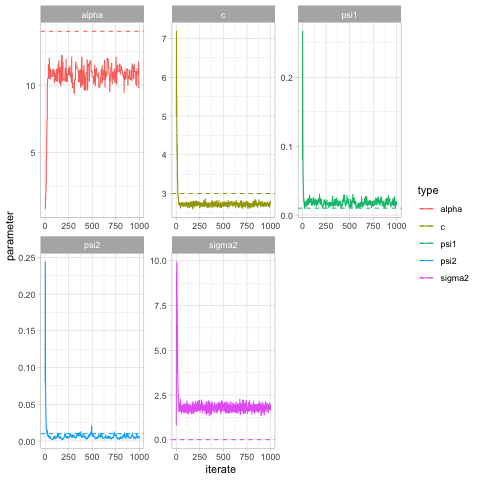 alpha
c
psi1
10
5
7
6
5
4
3
0.2
0.1
0.0
0 250 500 750 1000
0 250 500 750 1000
0 250 500 750 1000
psi2
sigma2
0.25
0.20
0.15
0.10
0.05
0.00
10.0
7.5
5.0
2.5
0.0
0 250 500 750 1000
0 250 500 750 1000
parameter
iterate
type
alpha
c
psi1
psi2
sigma2